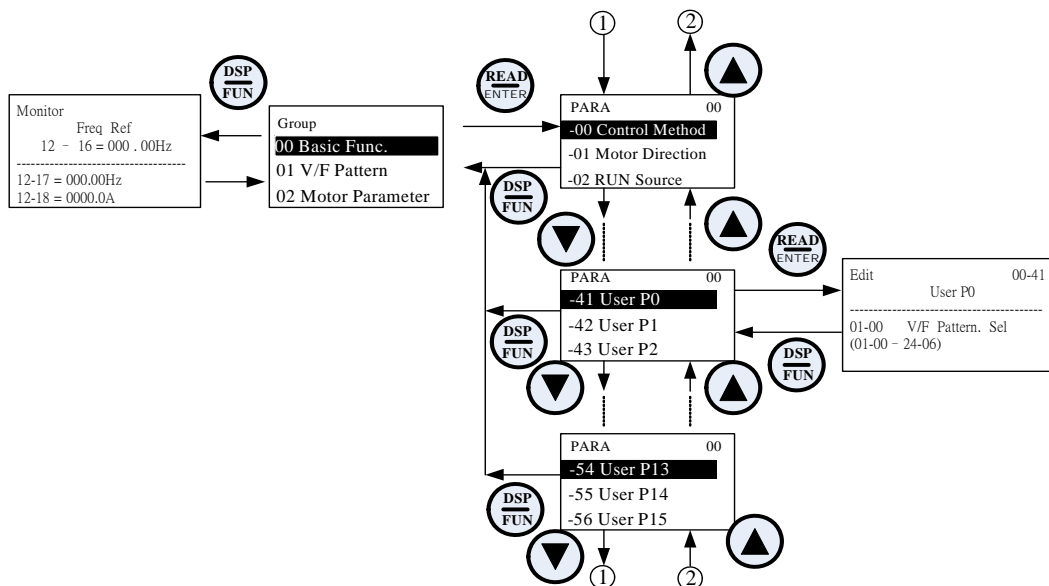 ①
②
DSP
FUN
READ
ENTER
▲
Monitor
Freq Ref
12 - 16 = 000 . 00Hz
------------------------------------
12-17 = 000.00Hz
12-18 = 0000.0A
Group
00 Basic Func.
01 V/F Pattern
02 Motor Parameter
PARA 00
-00 Control Method
-01 Motor Direction
-02 RUN Source
DSP
FUN
▼
▲
READ
ENTER
PARA 00
-41 User P0
-42 User P1
-43 User P2
Edit 00-41
User P0
------------------------------------------
01-00 V/F Pattern. Sel
(01-00 - 24-06)
DSP
FUN
▼
▲
DSP
FUN
PARA 00
-54 User P13
-55 User P14
-56 User P15
DSP
FUN
▼
▲
①
②